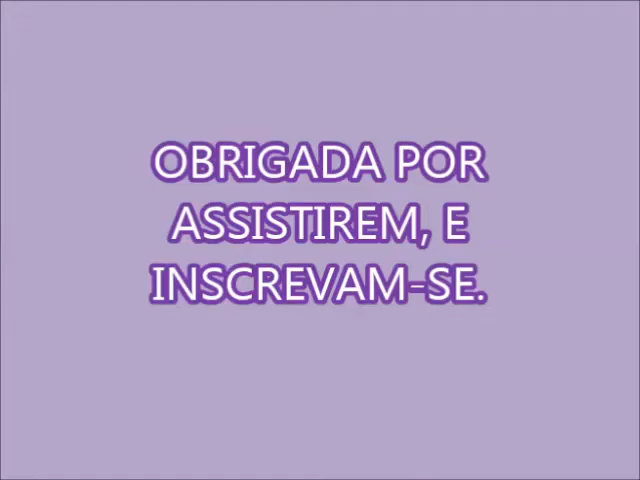 OBRIGADA POR
ASSISTIREM, E
INSCREVAM-SE.